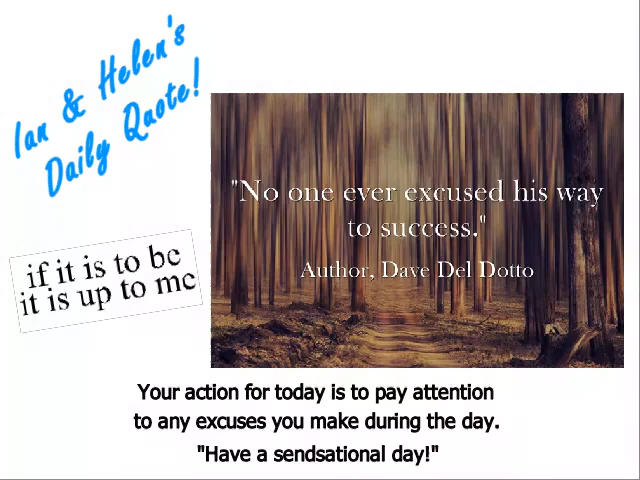 Ian & Helen's
Daily Quote!
"No one ever excused his way
to success."
Author, Dave Del Dotto
if it is to be
it is up to me
Your action for today is to pay attention
to any excuses you make during the day.
"Have a sendsational day!"